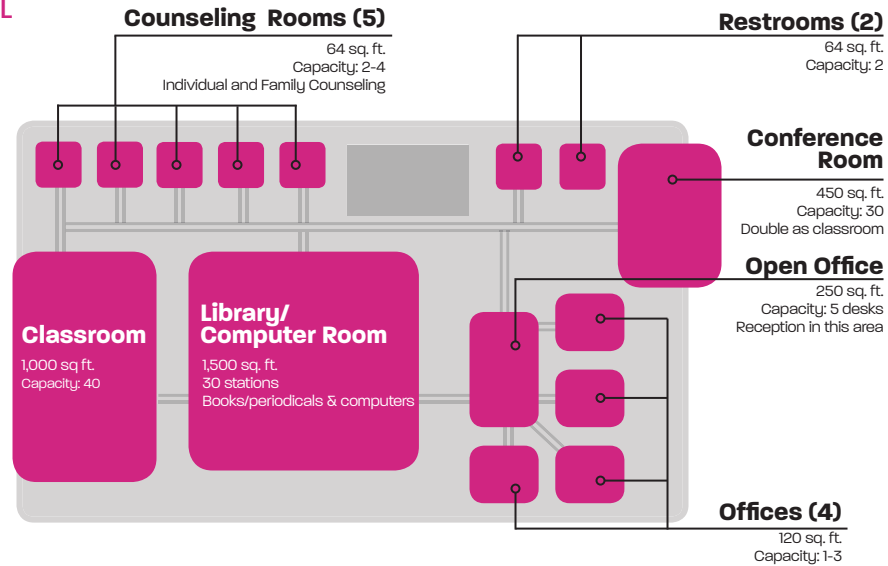 L
Counseling Rooms (5)
64 sq. ft.
Capacity: 2-4
Individual and Family Counseling
Restrooms (2)
64 sq. ft.
Capacity: 2
Conference
Room
450 sq. ft.
Capacity: 30
Double as classroom
Open Office
250 sq. ft.
Capacity: 5 desks
Reception in this area
Classroom
1,000 sq ft.
Capacity: 40
Library/
Computer Room
1,500 sq. ft.
30 stations
Books/periodicals & computers
Offices (4)
120 sq. ft.
Capacity: 1-3